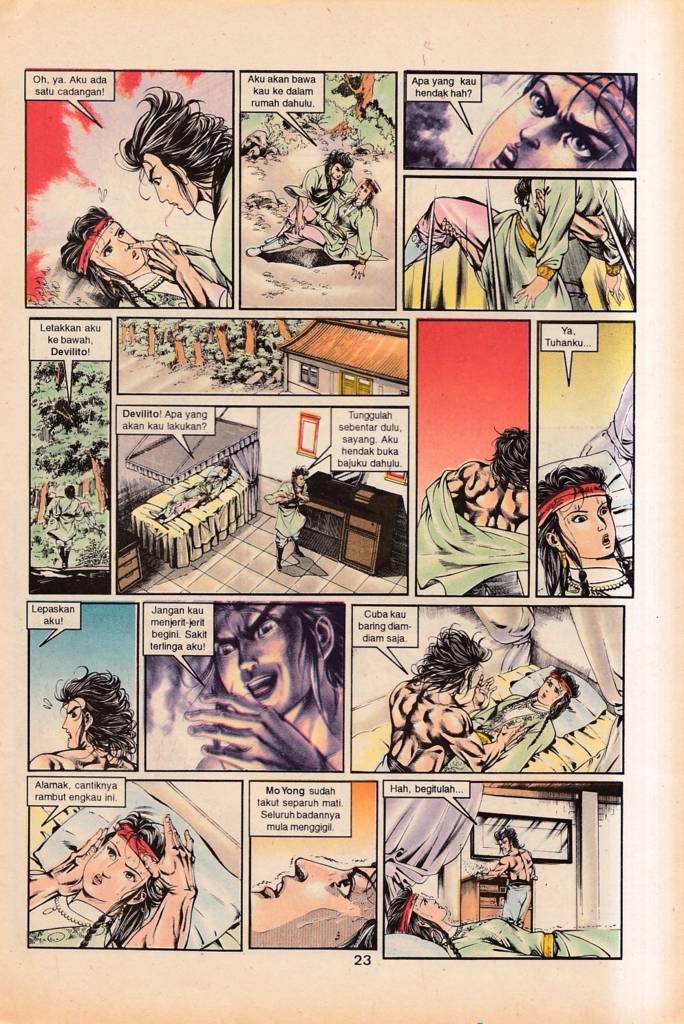 Oh, ya. Aku ada
satu cadangan!
Aku akan bawa
kau ke dalam
rumah dahulu.
Apa yang kau
hendak hah?
Letakkan aku
ke bawah,
Devilito!
Devilito! Apa yang
akan kau lakukan?
Tunggulah
sebentar dulu,
sayang. Aku
hendak buka
bajuku dahulu.
Ya,
Tuhanku...
Lepaskan
aku!
Jangan kau
menjerit-jerit
begini. Sakit
terlinga aku!
Cuba kau
baring diam-
diam saja.
Alamak, cantiknya
rambut engkau ini.
Mo Yong sudah
takut separuh mati.
Seluruh badannya
mula menggigil.
Hah, begitulah...
23